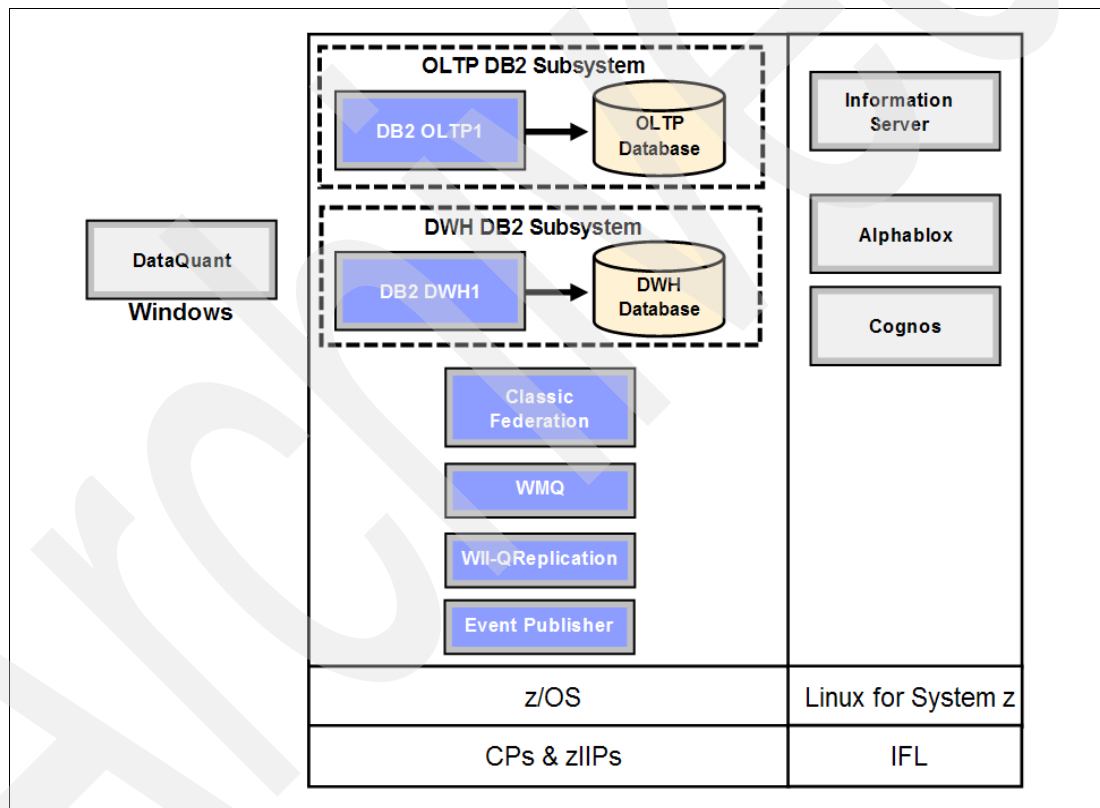 OLTP DB2 Subsystem
DB2 OLTP1
OLTP
Database
DWH DB2 Subsystem
DB2 DWH1
DWH
Database
DataQuant
Windows
Classic
Federation
WMQ
WII-QReplication
Event Publisher
Information
Server
Alphablox
Cognos
z/OS
Linux for System z
CPs & zIIPs
IFL
Archived